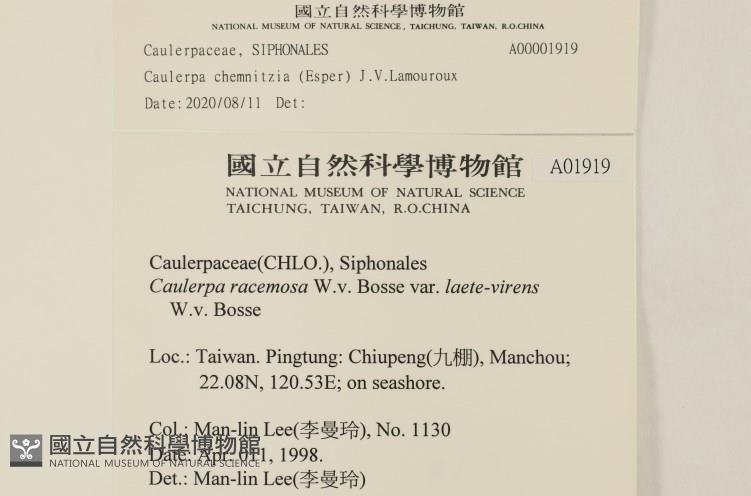 國立自然科學博物館
NATIONAL MUSEUM OF NATURAL SCIENCE, TAICHUNG, TAIWAN, R.O.CHINA
Caulerpaceae, SIPHONALES A00001919
Caulerpa chemnitzia (Esper) J.V.Lamouroux
Date:2020/08/11 Det:
國立自然科學博物館 A01919
NATIONAL MUSEUM OF NATURAL SCIENCE
TAICHUNG, TAIWAN, R.O.CHINA
Caulerpaceae(CHLO.), Siphonales
Caulerpa racemosa W.v. Bosse var. laete-virens
W.v. Bosse
Loc.: Taiwan. Pingtung: Chiupeng(九棚), Manchou;
22.08N, 120.53E; on seashore.
Col.: Man-lin Lee(李曼玲), No. 1130
Date: Apr. 011, 1998.
Det.: Man-lin Lee(李曼玲)
國立自然科學博物館
NATIONAL MUSEUM OF NATURAL SCIENCE